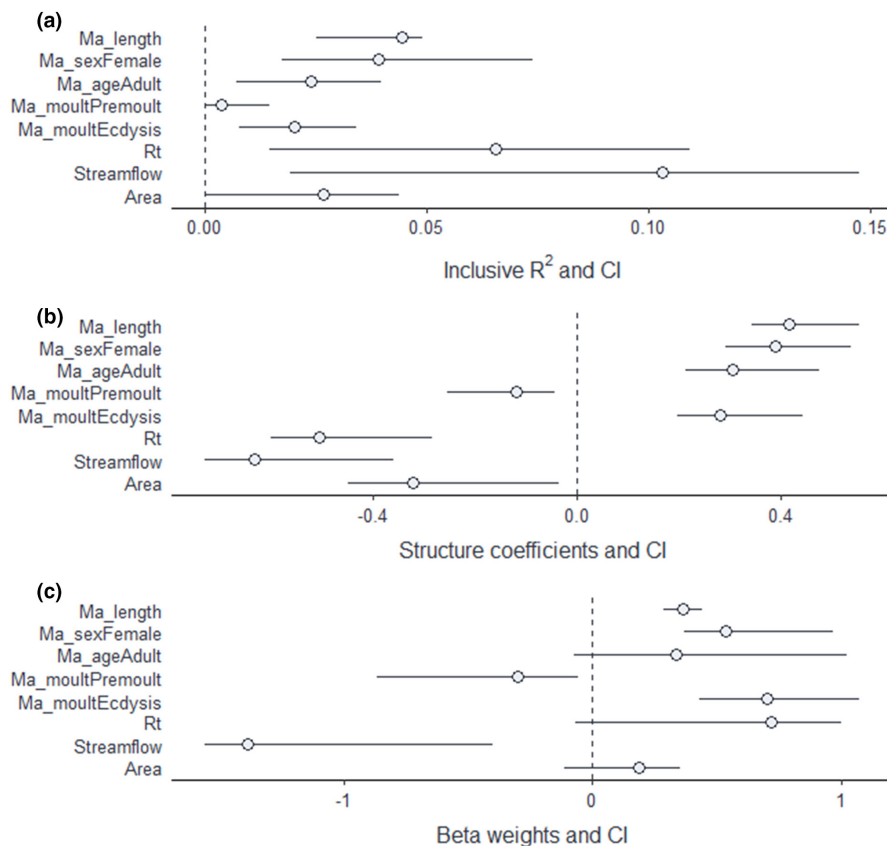 (a)
Ma_length
Ma_sexFemale
Ma_ageAdult
Ma_moultPremoult
Ma_moultEcdysis
Rt
Streamflow
Area
0.00 0.05 0.10 0.15
Inclusive R² and CI
(b)
Ma_length
Ma_sexFemale
Ma_ageAdult
Ma_moultPremoult
Ma_moultEcdysis
Rt
Streamflow
Area
-0.4 0.0 0.4
Structure coefficients and CI
(c)
Ma_length
Ma_sexFemale
Ma_ageAdult
Ma_moultPremoult
Ma_moultEcdysis
Rt
Streamflow
Area
-1 0 1
Beta weights and CI